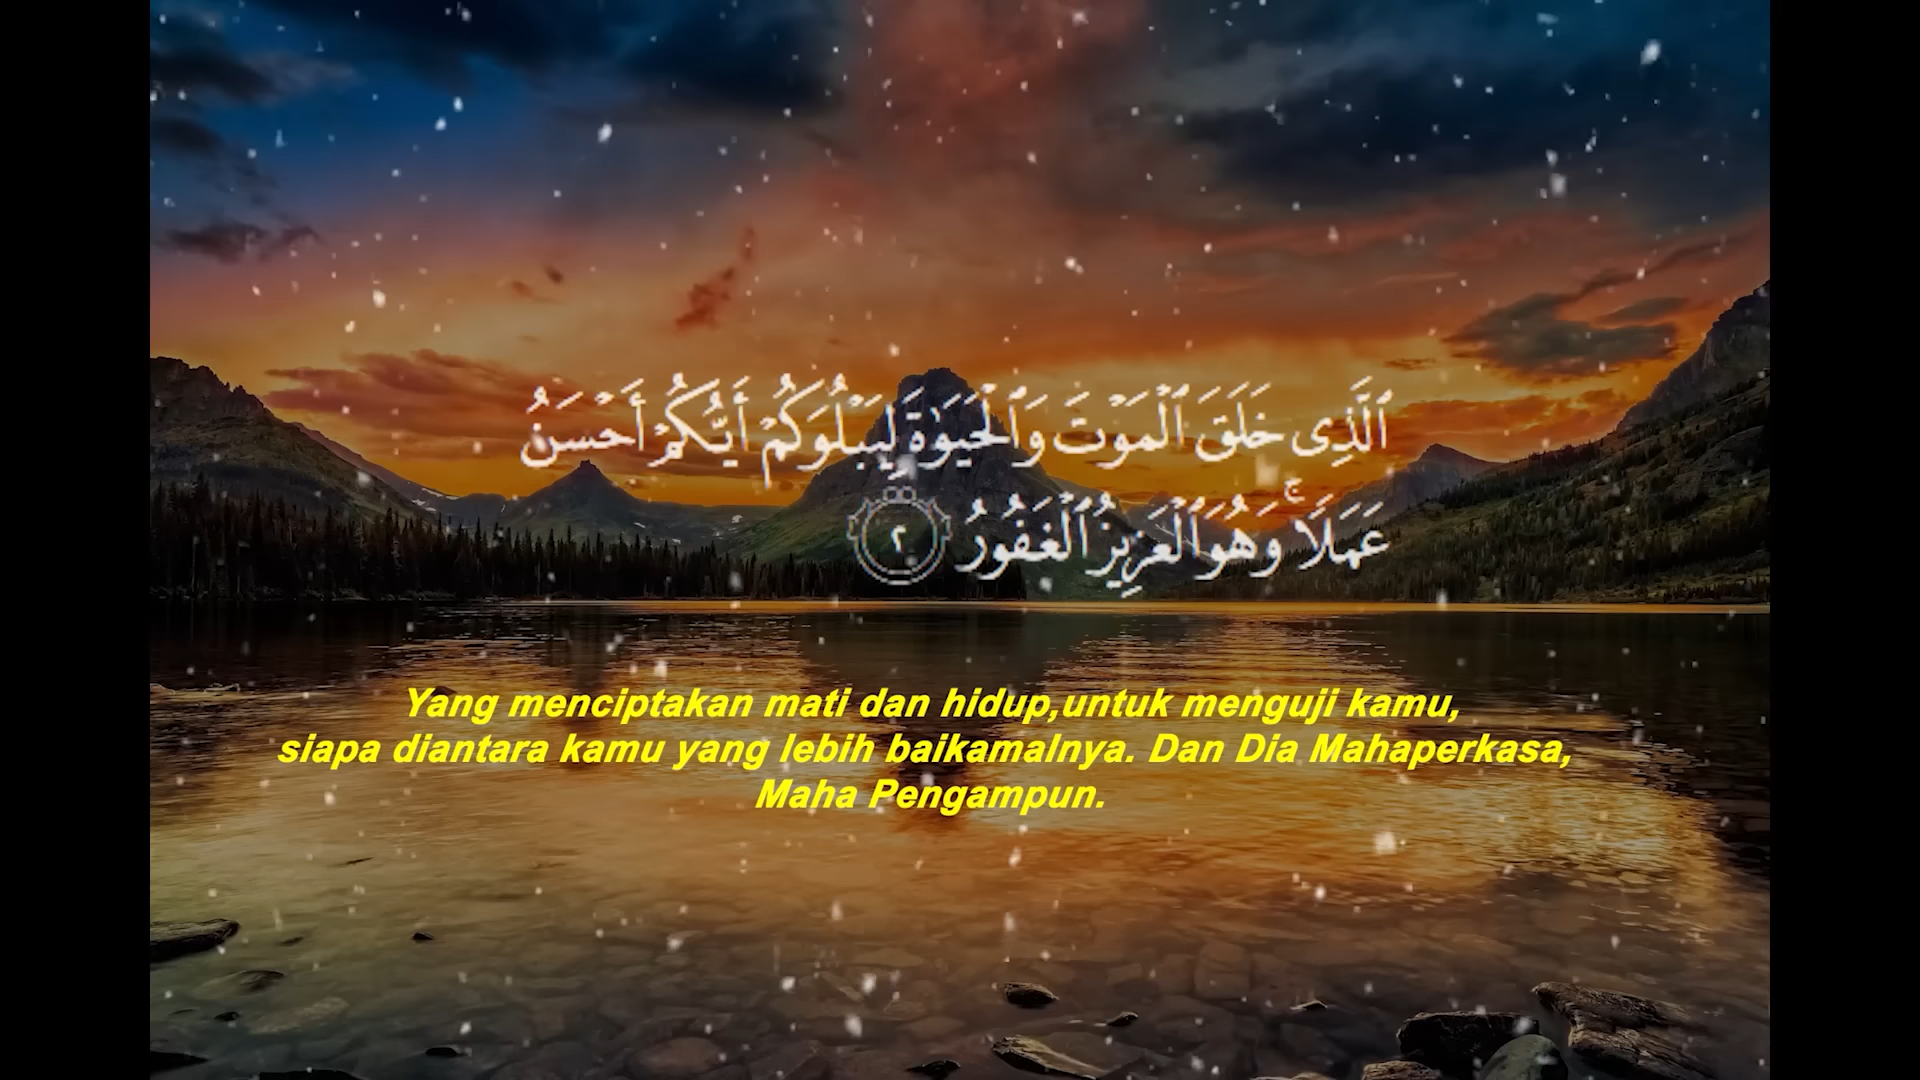 ٱلَّذِى خَلَقَ ٱلْمَوْتَ وَٱلْحَيَوٰةَ لِيَبْلُوَكُمْ أَيُّكُمْ أَحْسَنُ
عَمَلًا ۚ وَهُوَ ٱلْعَزِيزُ ٱلْغَفُورُ ٢
Yang menciptakan mati dan hidup,untuk menguji kamu,
siapa diantara kamu yang lebih baikamalnya. Dan Dia Mahaperkasa,
Maha Pengampun.